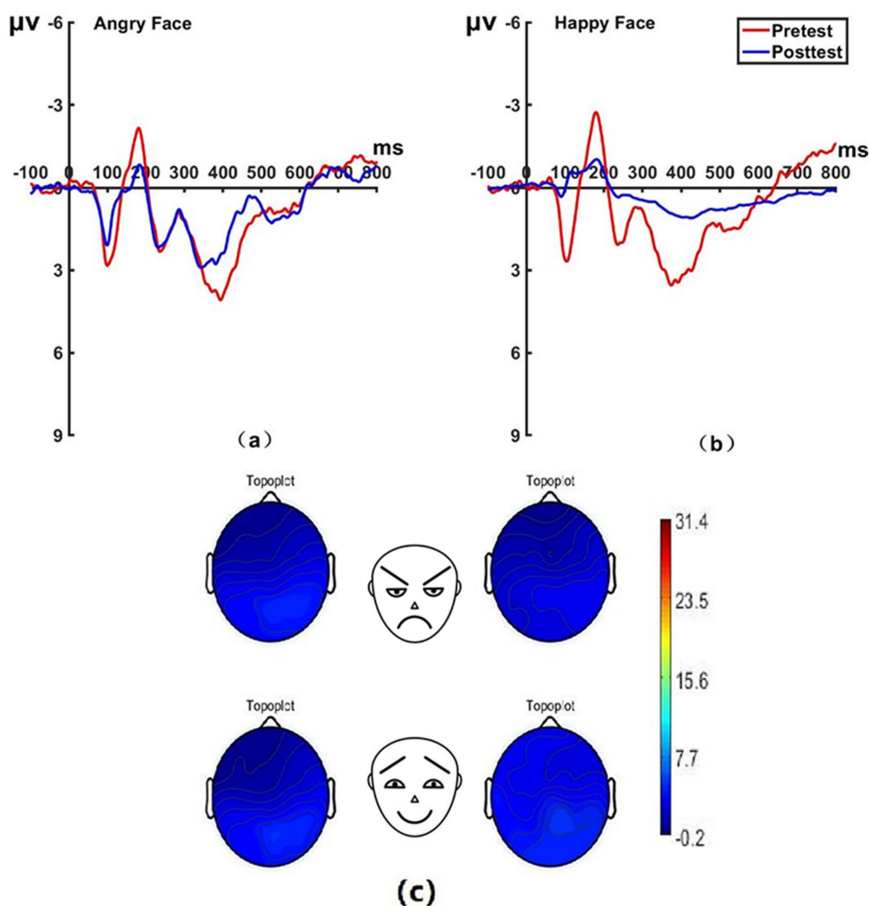 μv
-6
Angry Face
-3
ms
-100 0 100 200 300 400 500 600 700 800
3
6
9
(a)
μv
-6
Happy Face
Pretest
Posttest
-3
ms
-100 0 100 200 300 400 500 600 700 800
3
6
9
(b)
Topoplot
Topoplot
31.4
23.5
15.6
7.7
-0.2
Topoplot
Topoplot
(c)